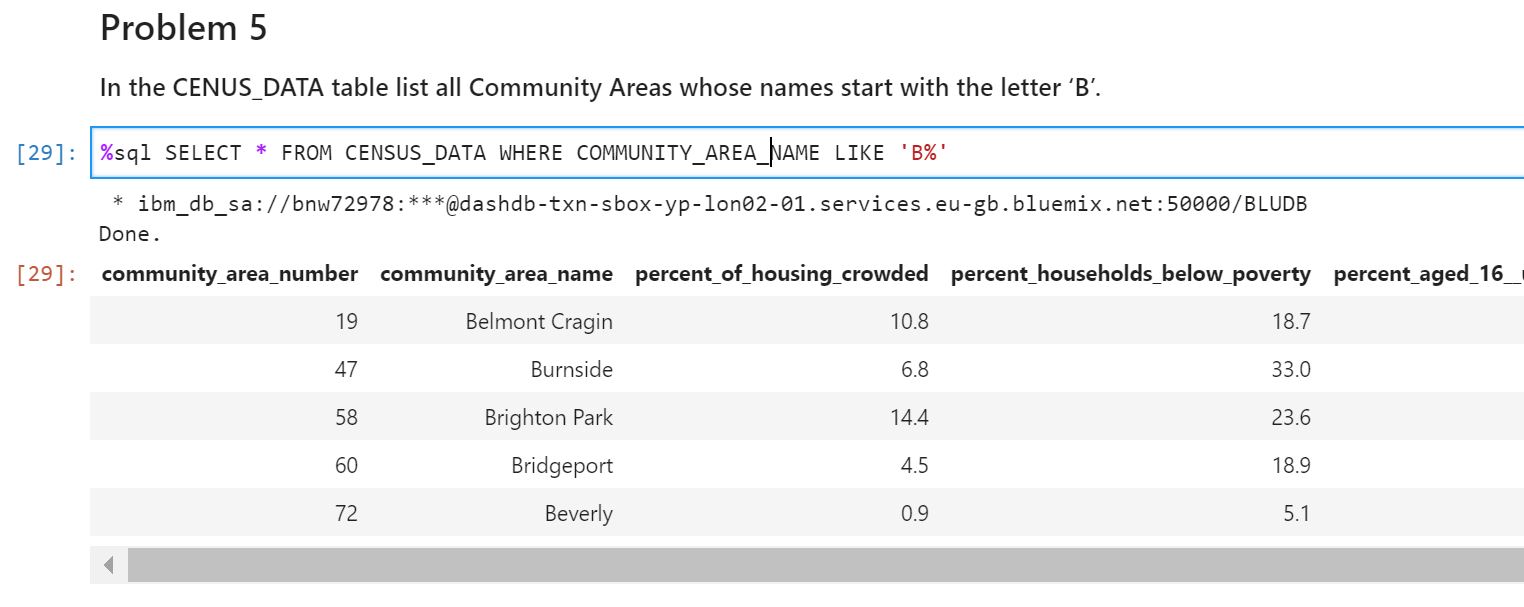 Problem 5
In the CENUS_DATA table list all Community Areas whose names start with the letter ‘B’.
[29]: %sql SELECT * FROM CENSUS_DATA WHERE COMMUNITY_AREA_NAME LIKE 'B%'
* ibm_db_sa://bnw72978:***@dashdb-txn-sbox-yp-lon02-01.services.eu-gb.bluemix.net:50000/BLUDB
Done.
[29]: community_area_number community_area_name percent_of_housing_crowded percent_households_below_poverty percent_aged_16__u
19 Belmont Cragin 10.8 18.7
47 Burnside 6.8 33.0
58 Brighton Park 14.4 23.6
60 Bridgeport 4.5 18.9
72 Beverly 0.9 5.1